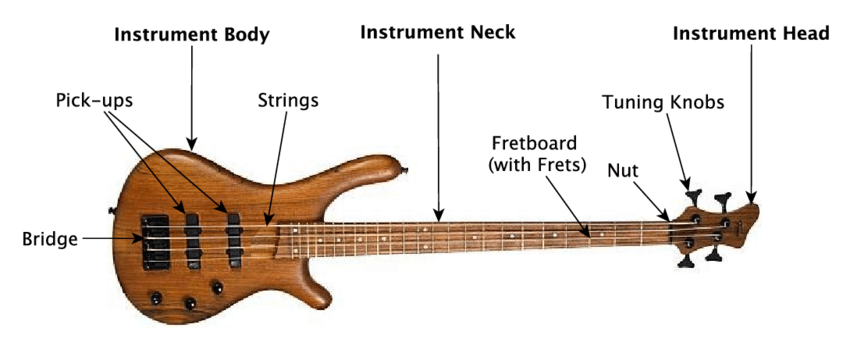 Instrument Body
Instrument Neck
Instrument Head
Pick-ups
Strings
Tuning Knobs
Fretboard
(with Frets)
Nut
Bridge